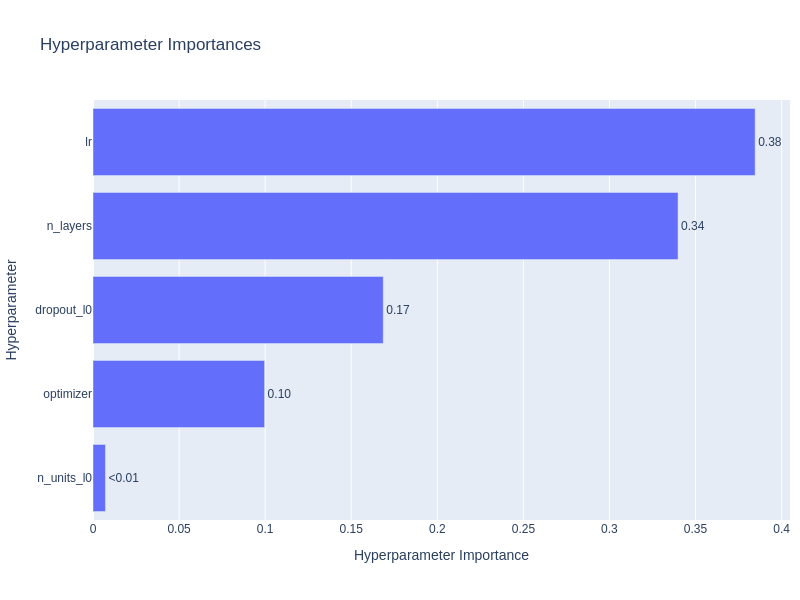 Hyperparameter Importances
Hyperparameter
lr
0.38
n_layers
0.34
dropout_l0
0.17
optimizer
0.10
n_units_l0
<0.01
0
0.05
0.1
0.15
0.2
0.25
0.3
0.35
0.4
Hyperparameter Importance